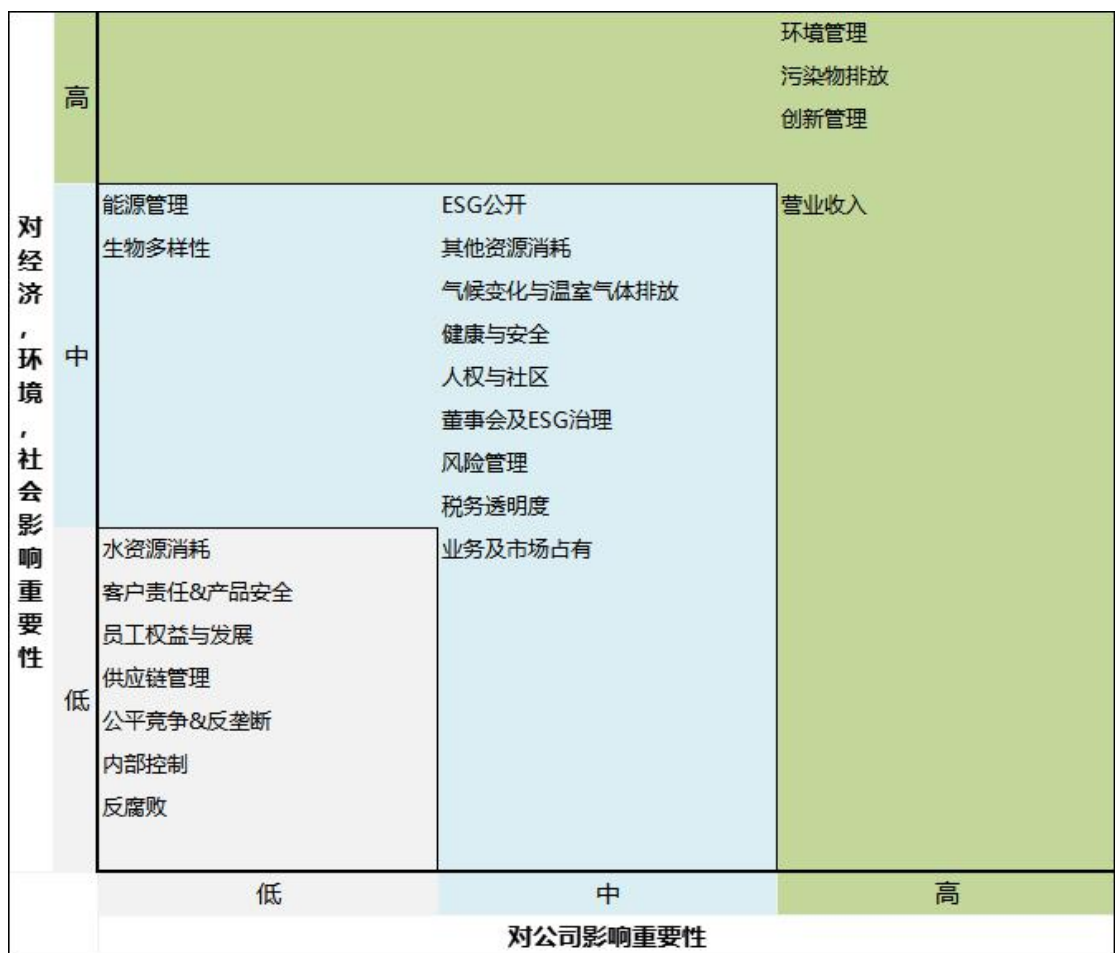 对经济,环境,社会影响重要性
高
环境管理
污染物排放
创新管理
中
能源管理
生物多样性
ESG公开
其他资源消耗
气候变化与温室气体排放
健康与安全
人权与社区
董事会及ESG治理
风险管理
税务透明度
营业收入
低
水资源消耗
客户责任&产品安全
员工权益与发展
供应链管理
公平竞争&反垄断
内部控制
反腐败
业务及市场占有
低
中
高
对公司影响重要性